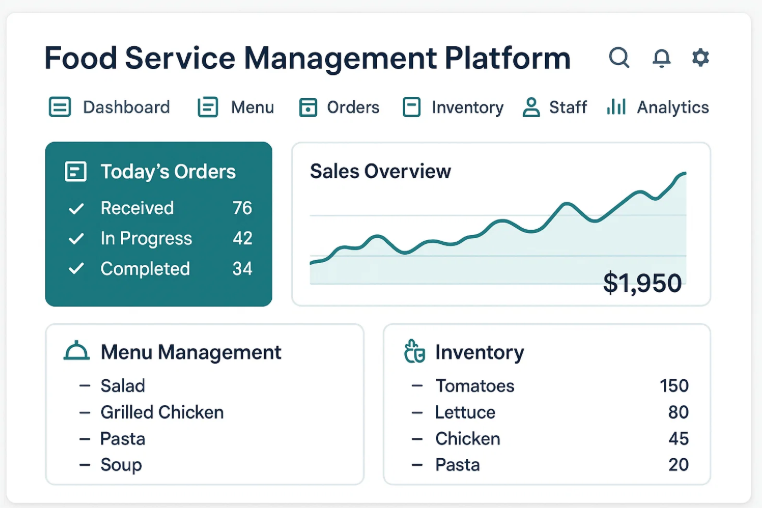 Food Service Management Platform
Dashboard Menu Orders Inventory Staff Analytics
Today's Orders
Received 76
In Progress 42
Completed 34
Sales Overview
$1,950
Menu Management
– Salad
– Grilled Chicken
– Pasta
– Soup
Inventory
– Tomatoes 150
– Lettuce 80
– Chicken 45
– Pasta 20